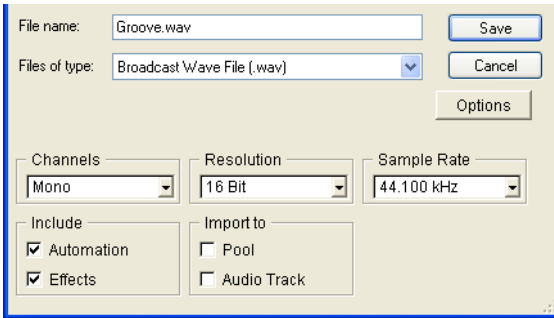 File name: Groove.wav Save
Files of type: Broadcast Wave File (.wav) Cancel
Options
Channels Resolution Sample Rate
Mono 16 Bit 44.100 kHz
Include Import to
Automation Pool
Effects Audio Track